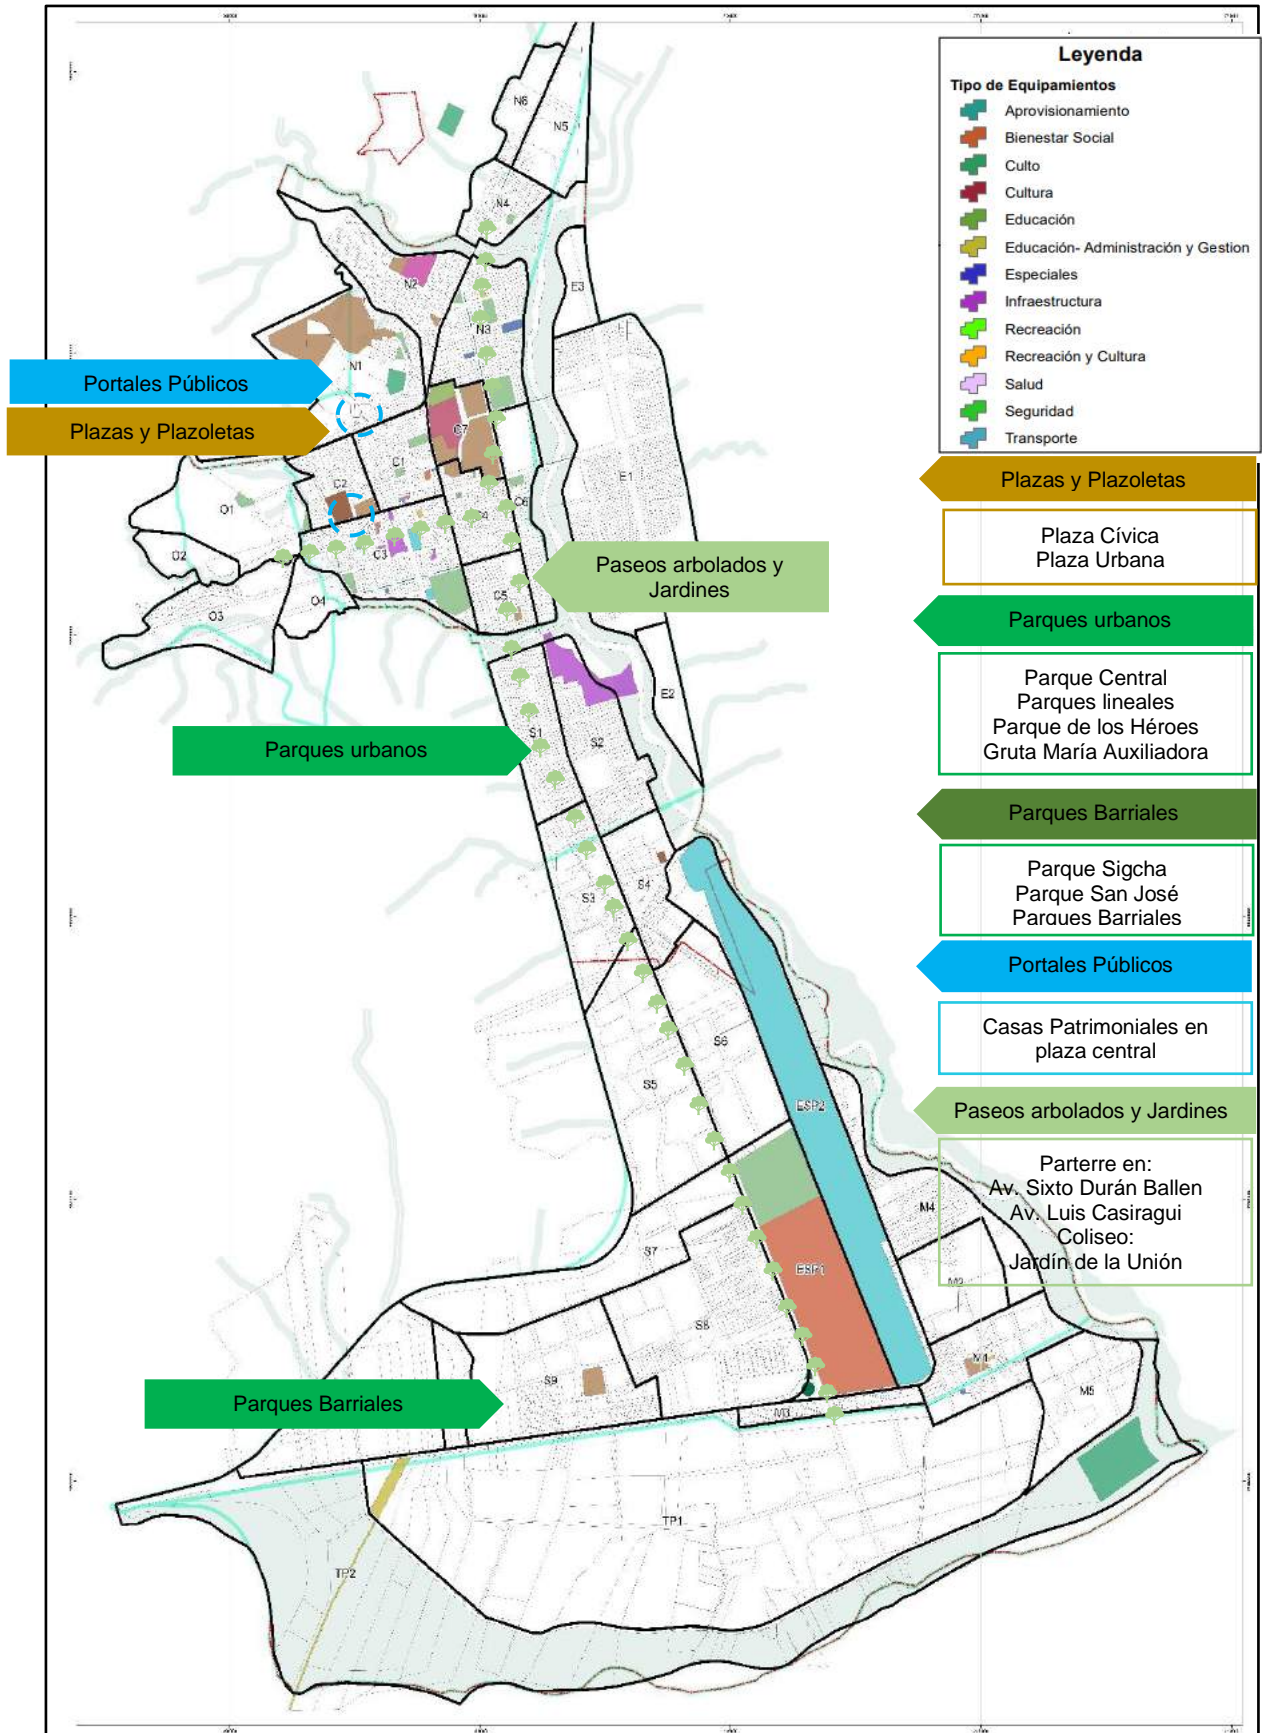 Leyenda
Tipo de Equipamientos
Aprovisionamiento
Bienestar Social
Culto
Cultura
Educación
Educación- Administración y Gestion
Especiales
Infraestructura
Recreación
Recreación y Cultura
Salud
Seguridad
Transporte
N6
N5
N4
N2
E3
N3
N1
Portales Públicos
Plazas y Plazoletas
C7
C1
C2
E1
O1
C6
C4
C3
O2
O4
O3
C5
Paseos arbolados y
Jardines
E2
S1
S2
Parques urbanos
S3
S4
S6
S5
ESP2
M4
S7
ESP1
S8
M1
S9
M3
M5
Parques Barriales
TP1
TP2
Plazas y Plazoletas
Plaza Cívica
Plaza Urbana
Parques urbanos
Parque Central
Parques lineales
Parque de los Héroes
Gruta María Auxiliadora
Parques Barriales
Parque Sigcha
Parque San José
Parques Barriales
Portales Públicos
Casas Patrimoniales en
plaza central
Paseos arbolados y Jardines
Parterre en:
Av. Sixto Durán Ballen
Av. Luis Casiragui
Coliseo:
Jardín de la Unión